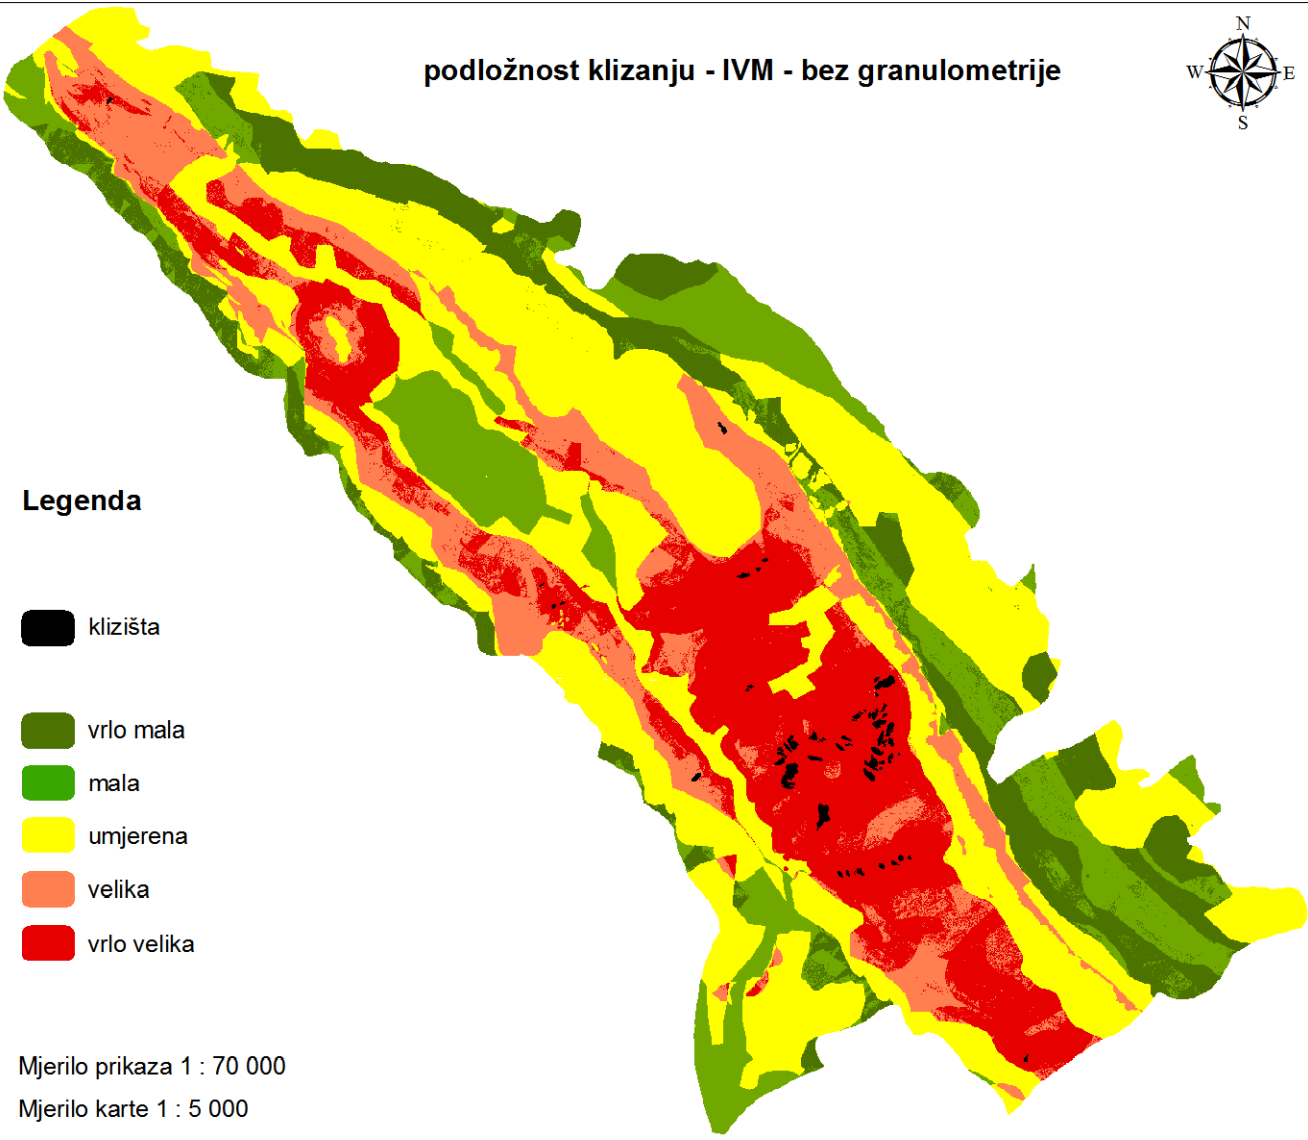 podložnost klizanju - IVM - bez granulometrije
N
W E
S
Legenda
klizišta
vrlo mala
mala
umjerena
velika
vrlo velika
Mjerilo prikaza 1 : 70 000
Mjerilo karte 1 : 5 000